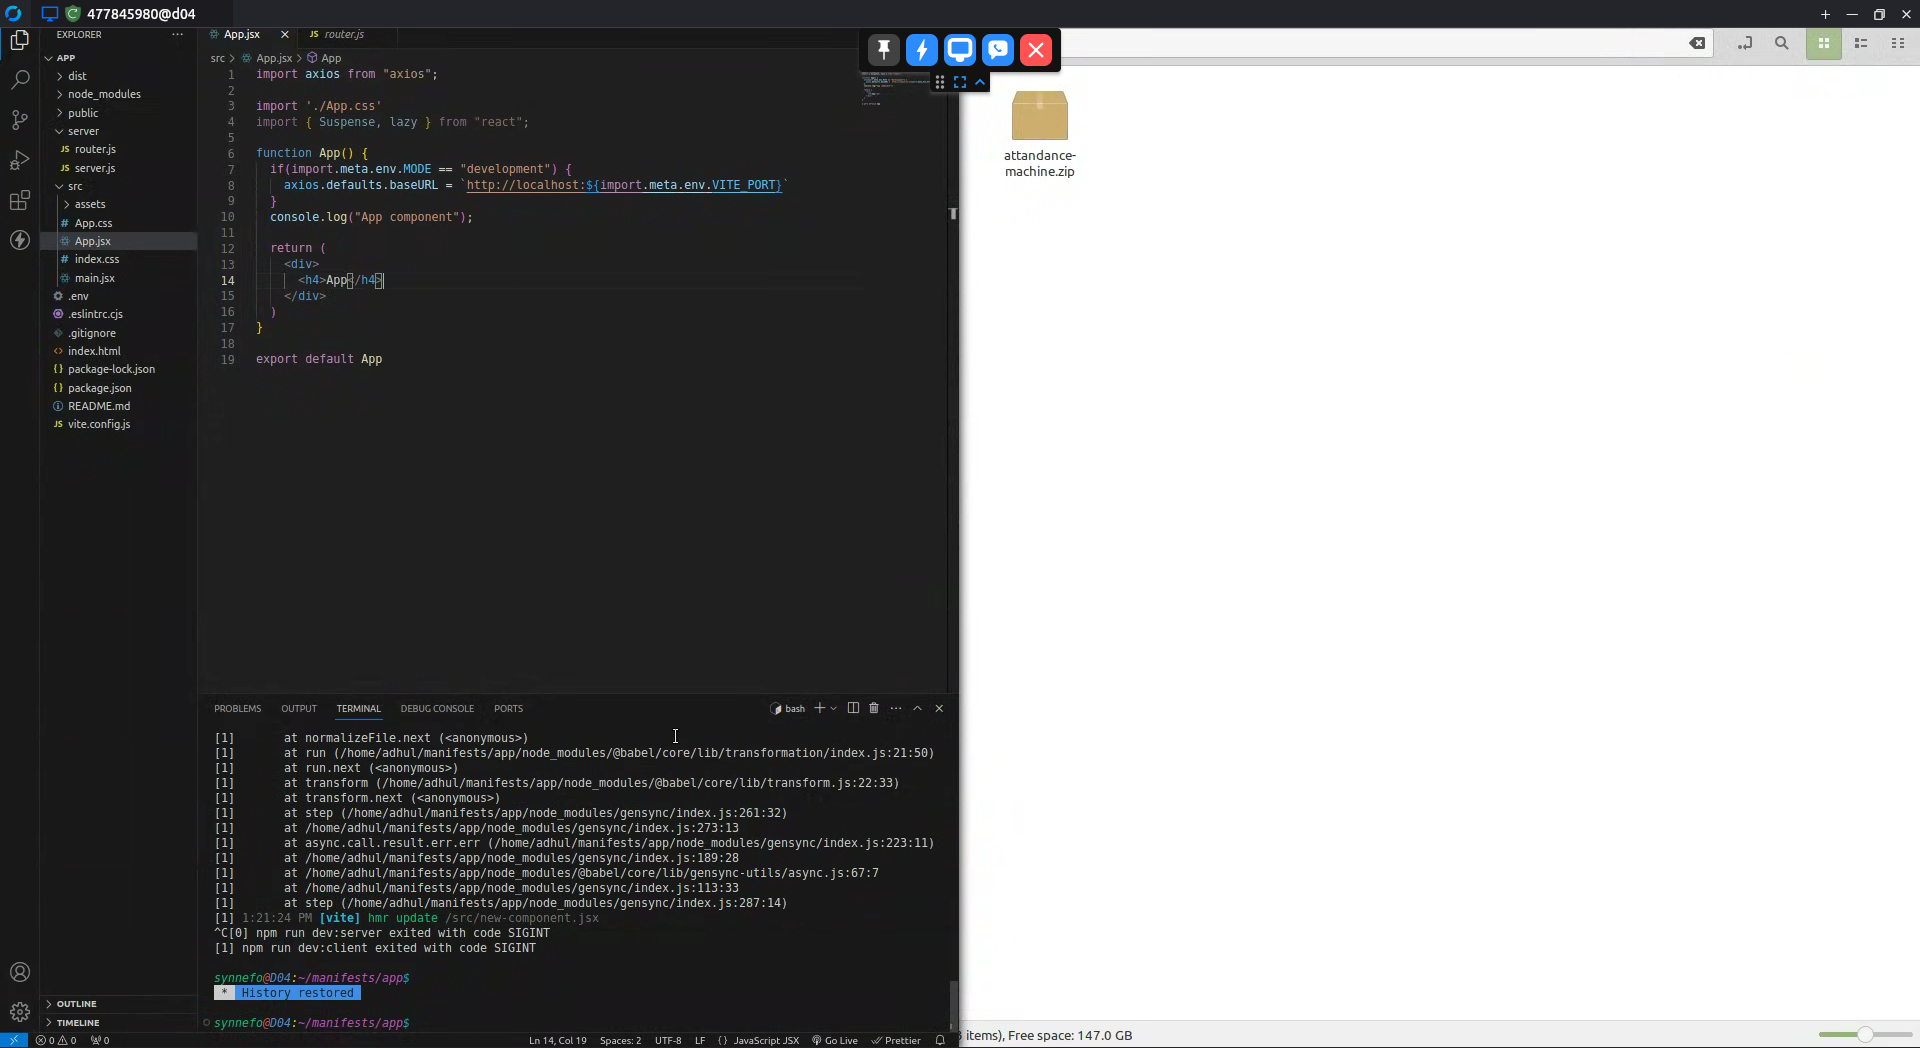 477845980@d04
EXPLORER
App.jsx
router.js
APP
dist
node_modules
public
server
router.js
server.js
src
assets
App.css
App.jsx
index.css
main.jsx
.env
.eslintrc.cjs
.gitignore
index.html
package-lock.json
package.json
README.md
vite.config.js
OUTLINE
TIMELINE
src > App.jsx > App
1 import axios from "axios";
2
3 import './App.css'
4 import { Suspense, lazy } from "react";
5
6 function App() {
7 if(import.meta.env.MODE == "development") {
8 axios.defaults.baseURL = `http://localhost:${import.meta.env.VITE_PORT}`
9 }
10 console.log("App component");
11
12 return (
13 <div>
14 <h4>App</h4>
15 </div>
16 )
17 }
18
19 export default App
PROBLEMS OUTPUT TERMINAL DEBUG CONSOLE PORTS
bash
[1] at normalizeFile.next (<anonymous>)
[1] at run (/home/adhul/manifests/app/node_modules/@babel/core/lib/transformation/index.js:21:50)
[1] at run.next (<anonymous>)
[1] at transform (/home/adhul/manifests/app/node_modules/@babel/core/lib/transform.js:22:33)
[1] at transform.next (<anonymous>)
[1] at step (/home/adhul/manifests/app/node_modules/gensync/index.js:261:32)
[1] at /home/adhul/manifests/app/node_modules/gensync/index.js:273:13
[1] at async.call.result.err.err (/home/adhul/manifests/app/node_modules/gensync/index.js:223:11)
[1] at /home/adhul/manifests/app/node_modules/gensync/index.js:189:28
[1] at /home/adhul/manifests/app/node_modules/@babel/core/lib/gensync-utils/async.js:67:7
[1] at /home/adhul/manifests/app/node_modules/gensync/index.js:113:33
[1] at step (/home/adhul/manifests/app/node_modules/gensync/index.js:287:14)
[1] 1:21:24 PM [vite] hmr update /src/new-component.jsx
^C[0] npm run dev:server exited with code SIGINT
[1] npm run dev:client exited with code SIGINT
synnefo@D04:~/manifests/app$
* History restored
synnefo@D04:~/manifests/app$
0 0 0
Ln 14, Col 19 Spaces: 2 UTF-8 LF {} JavaScript JSX Go Live Prettier
attandance-
machine.zip
items), Free space: 147.0 GB